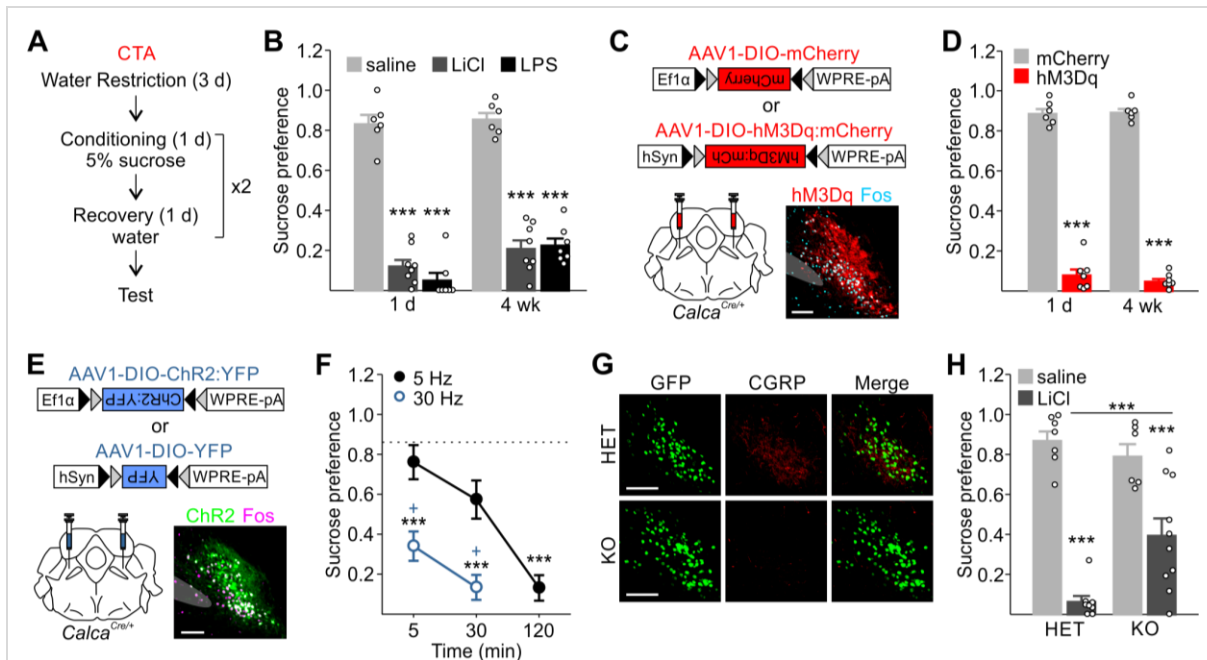 A
CTA
Water Restriction (3 d)
Conditioning (1 d)
5% sucrose
x2
Recovery (1 d)
water
Test
B
Sucrose preference
1.2
1.0
0.8
0.6
0.4
0.2
saline LiCl LPS
*** ***
*** ***
1 d 4 wk
C
AAV1-DIO-mCherry
Ef1α mCherry WPRE-pA
or
AAV1-DIO-hM3Dq:mCherry
hSyn hM3Dq:mCh WPRE-pA
hM3Dq Fos
Calca Cre/+
D
Sucrose preference
1.2
1.0
0.8
0.6
0.4
0.2
mCherry
hM3Dq
***
***
1 d 4 wk
E
AAV1-DIO-ChR2:YFP
Ef1α ChR2:YFP WPRE-pA
or
AAV1-DIO-YFP
hSyn YFP WPRE-pA
ChR2 Fos
Calca Cre/+
F
Sucrose preference
1.2
1.0
0.8
0.6
0.4
0.2
5 Hz
30 Hz
+
***
+
***
***
5 30 120
Time (min)
G
GFP CGRP Merge
HET
KO
H
Sucrose preference
1.2
1.0
0.8
0.6
0.4
0.2
saline
LiCl
***
***
***
HET KO